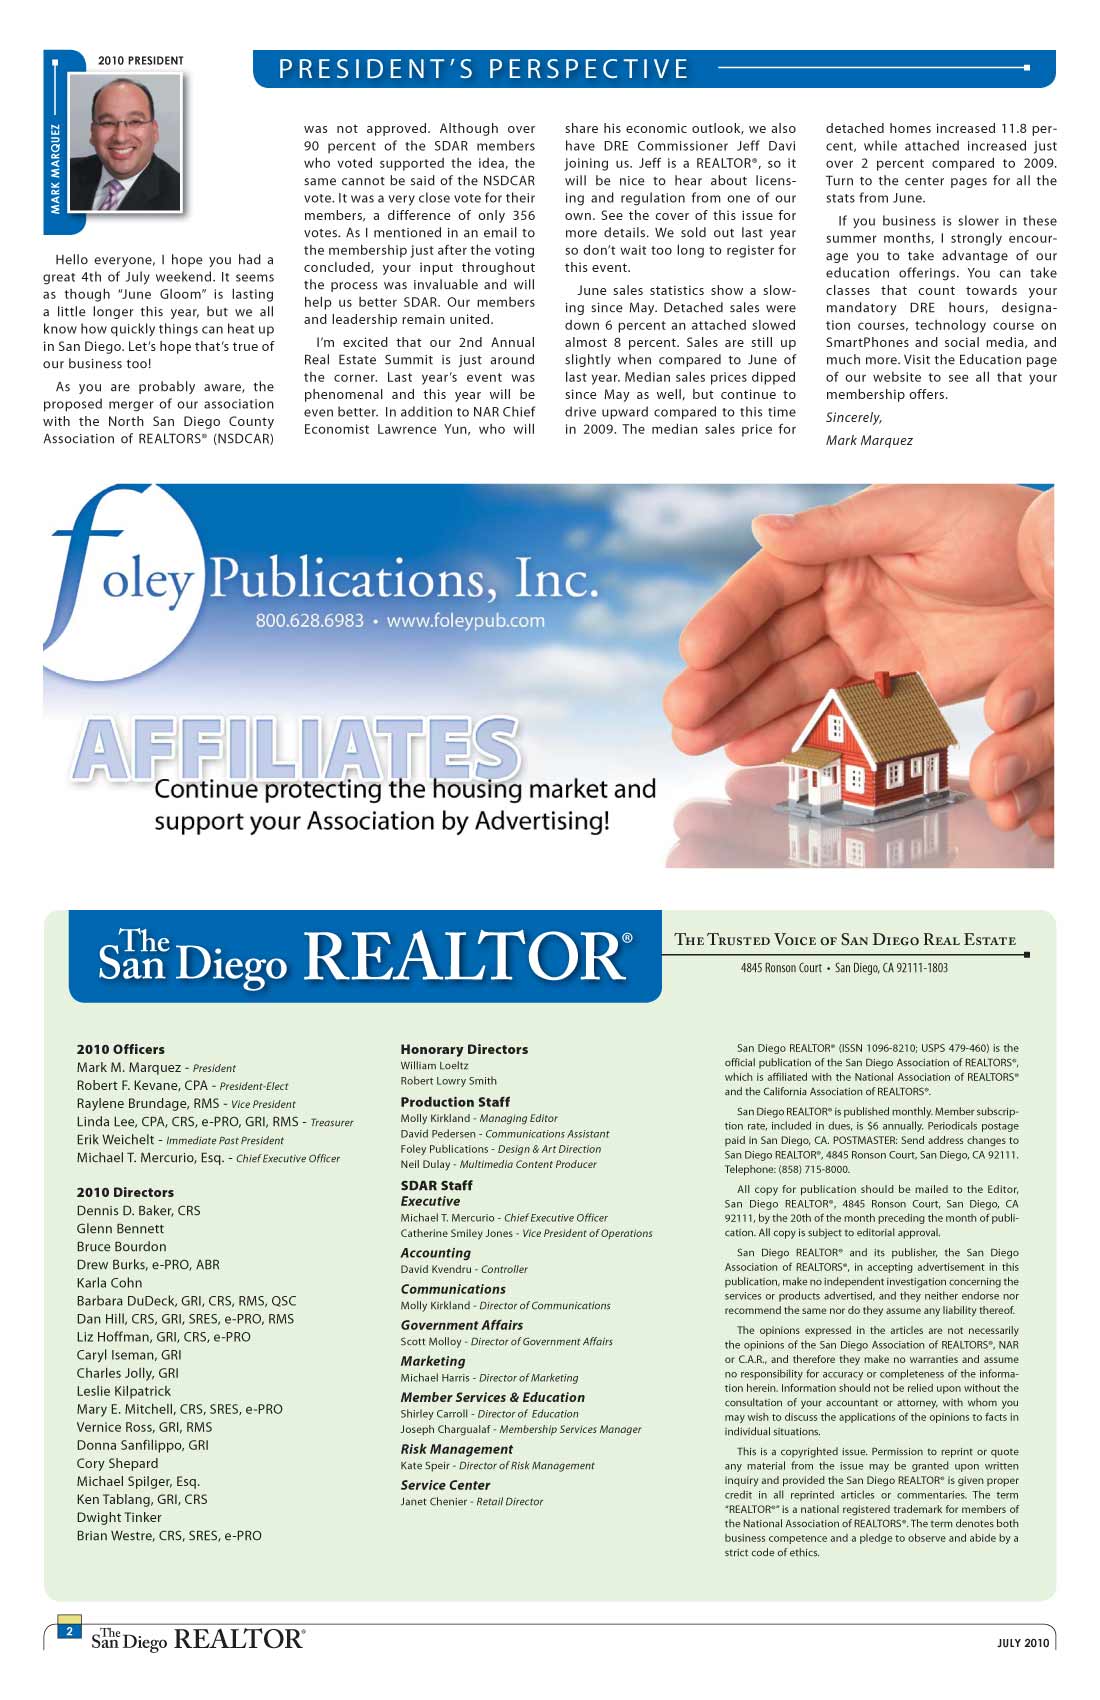 2010 PRESIDENT
MARK MARQUEZ
PRESIDENT'S PERSPECTIVE
Hello everyone, I hope you had a
great 4th of July weekend. It seems
as though “June Gloom” is lasting
a little longer this year, but we all
know how quickly things can heat up
in San Diego. Let’s hope that’s true of
our business too!
As you are probably aware, the
proposed merger of our association
with the North San Diego County
Association of REALTORS® (NSDCAR)
was not approved. Although over
90 percent of the SDAR members
who voted supported the idea, the
same cannot be said of the NSDCAR
vote. It was a very close vote for their
members, a difference of only 356
votes. As I mentioned in an email to
the membership just after the voting
concluded, your input throughout
the process was invaluable and will
help us better SDAR. Our members
and leadership remain united.
I’m excited that our 2nd Annual
Real Estate Summit is just around
the corner. Last year’s event was
phenomenal and this year will be
even better. In addition to NAR Chief
Economist Lawrence Yun, who will
share his economic outlook, we also
have DRE Commissioner Jeff Davi
joining us. Jeff is a REALTOR®, so it
will be nice to hear about licens-
ing and regulation from one of our
own. See the cover of this issue for
more details. We sold out last year
so don’t wait too long to register for
this event.
June sales statistics show a slow-
ing since May. Detached sales were
down 6 percent an attached slowed
almost 8 percent. Sales are still up
slightly when compared to June of
last year. Median sales prices dipped
since May as well, but continue to
drive upward compared to this time
in 2009. The median sales price for
detached homes increased 11.8 per-
cent, while attached increased just
over 2 percent compared to 2009.
Turn to the center pages for all the
stats from June.
If you business is slower in these
summer months, I strongly encour-
age you to take advantage of our
education offerings. You can take
classes that count towards your
mandatory DRE hours, designa-
tion courses, technology course on
SmartPhones and social media, and
much more. Visit the Education page
of our website to see all that your
membership offers.
Sincerely,
Mark Marquez
foley Publications, Inc.
800.628.6983 • www.foleypub.com
AFFILIATES
Continue protecting the housing market and
support your Association by Advertising!
The San Diego REALTOR®
THE TRUSTED VOICE OF SAN DIEGO REAL ESTATE
4845 Ronson Court • San Diego, CA 92111-1803
2010 Officers
Mark M. Marquez - President
Robert F. Kevane, CPA - President-Elect
Raylene Brundage, RMS - Vice President
Linda Lee, CPA, CRS, e-PRO, GRI, RMS - Treasurer
Erik Weichelt - Immediate Past President
Michael T. Mercurio, Esq. - Chief Executive Officer
2010 Directors
Dennis D. Baker, CRS
Glenn Bennett
Bruce Bourdon
Drew Burks, e-PRO, ABR
Karla Cohn
Barbara DuDeck, GRI, CRS, RMS, QSC
Dan Hill, CRS, GRI, SRES, e-PRO, RMS
Liz Hoffman, GRI, CRS, e-PRO
Caryl Iseman, GRI
Charles Jolly, GRI
Leslie Kilpatrick
Mary E. Mitchell, CRS, SRES, e-PRO
Vernice Ross, GRI, RMS
Donna Sanfilippo, GRI
Cory Shepard
Michael Spilger, Esq.
Ken Tablang, GRI, CRS
Dwight Tinker
Brian Westre, CRS, SRES, e-PRO
Honorary Directors
William Loeltz
Robert Lowry Smith
Production Staff
Molly Kirkland - Managing Editor
David Pedersen - Communications Assistant
Foley Publications - Design & Art Direction
Neil Dulay - Multimedia Content Producer
SDAR Staff
Executive
Michael T. Mercurio - Chief Executive Officer
Catherine Smiley Jones - Vice President of Operations
Accounting
David Kvendru - Controller
Communications
Molly Kirkland - Director of Communications
Government Affairs
Scott Molloy - Director of Government Affairs
Marketing
Michael Harris - Director of Marketing
Member Services & Education
Shirley Carroll - Director of Education
Joseph Chargualaf - Membership Services Manager
Risk Management
Kate Speir - Director of Risk Management
Service Center
Janet Chenier - Retail Director
San Diego REALTOR® (ISSN 1096-8210; USPS 479-460) is the
official publication of the San Diego Association of REALTORS®,
which is affiliated with the National Association of REALTORS®
and the California Association of REALTORS®.
San Diego REALTOR® is published monthly. Member subscrip-
tion rate, included in dues, is $6 annually. Periodicals postage
paid in San Diego, CA. POSTMASTER: Send address changes to
San Diego REALTOR®, 4845 Ronson Court, San Diego, CA 92111.
Telephone: (858) 715-8000.
All copy for publication should be mailed to the Editor,
San Diego REALTOR®, 4845 Ronson Court, San Diego, CA
92111, by the 20th of the month preceding the month of publi-
cation. All copy is subject to editorial approval.
San Diego REALTOR® and its publisher, the San Diego
Association of REALTORS®, in accepting advertisement in this
publication, make no independent investigation concerning the
services or products advertised, and they neither endorse nor
recommend the same nor do they assume any liability thereof.
The opinions expressed in the articles are not necessarily
the opinions of the San Diego Association of REALTORS®, NAR
or C.A.R., and therefore they make no warranties and assume
no responsibility for accuracy or completeness of the informa-
tion herein. Information should not be relied upon without the
consultation of your accountant or attorney, with whom you
may wish to discuss the applications of the opinions to facts in
individual situations.
This is a copyrighted issue. Permission to reprint or quote
any material from the issue may be granted upon written
inquiry and provided the San Diego REALTOR® is given proper
credit in all reprinted articles or commentaries. The term
“REALTOR®” is a national registered trademark for members of
the National Association of REALTORS®. The term denotes both
business competence and a pledge to observe and abide by a
strict code of ethics.
2
The San Diego REALTOR®
JULY 2010